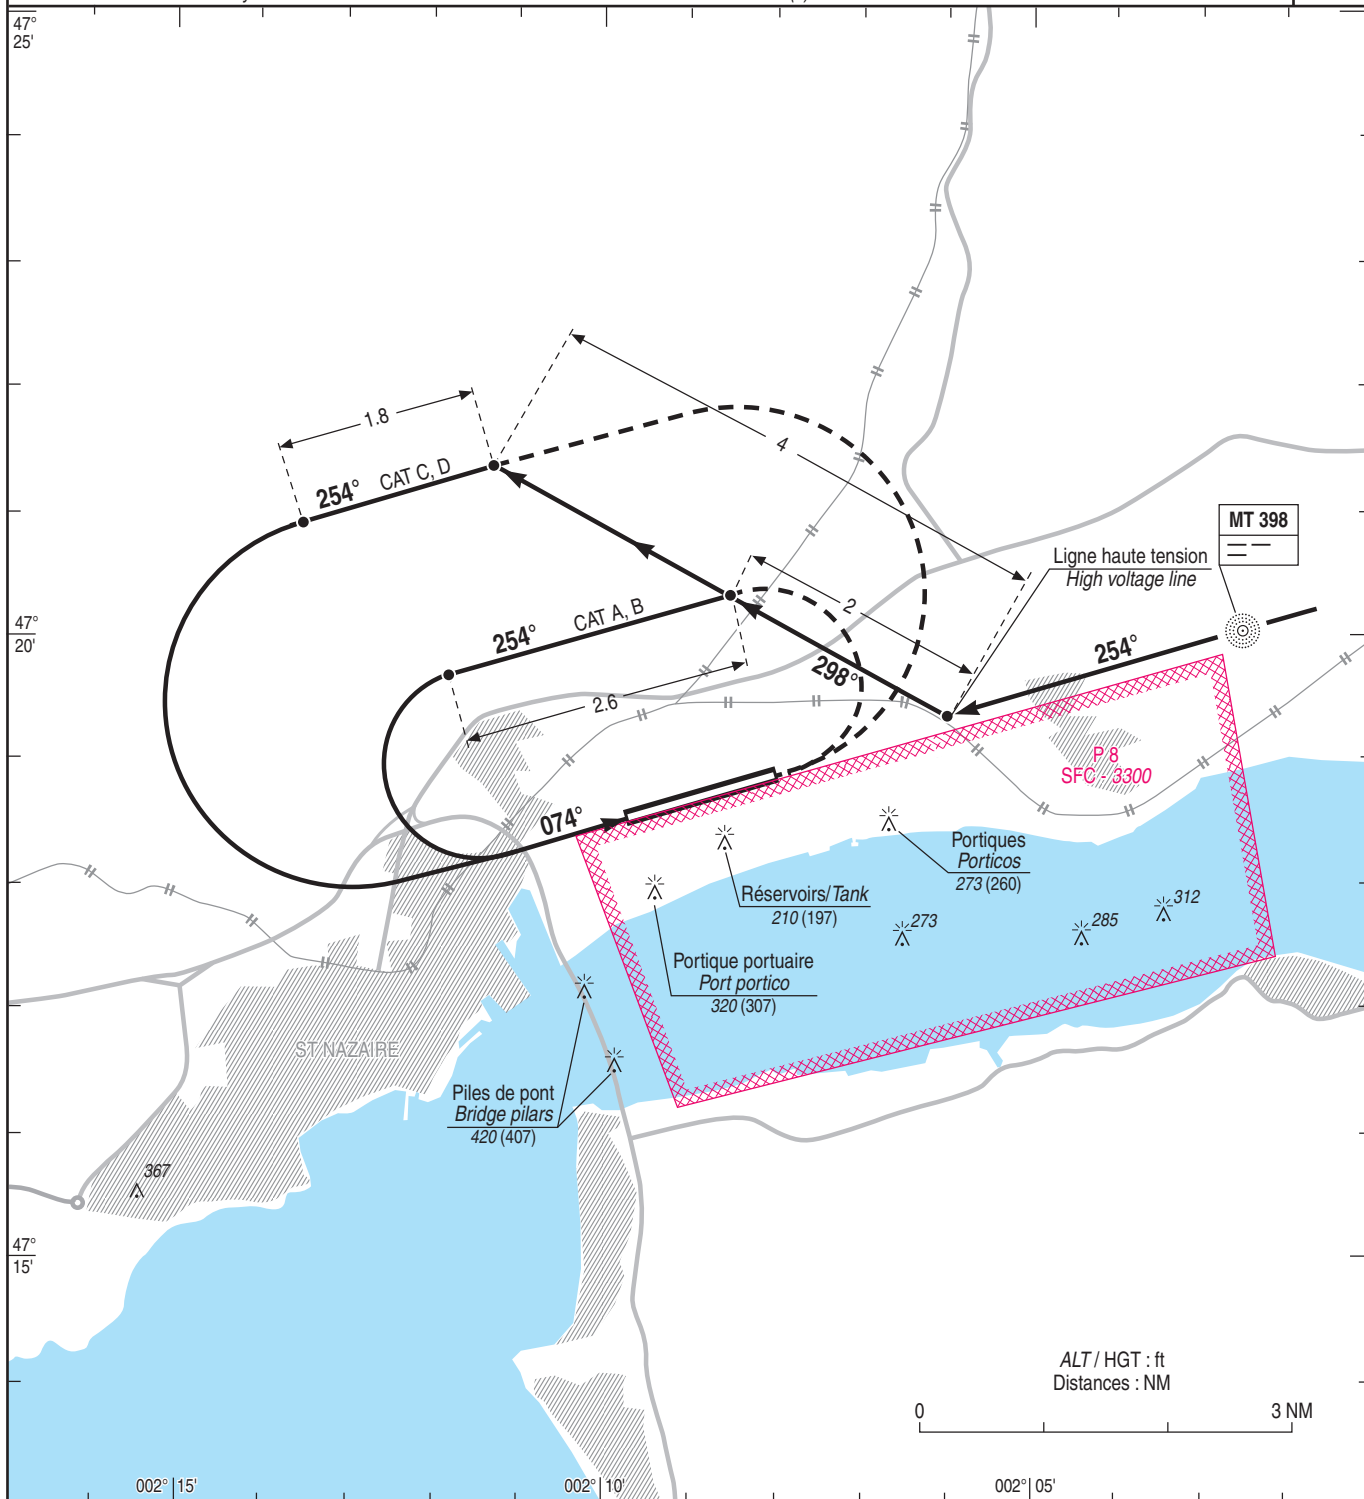 47°
25'
1.8
4
254°
CAT C, D
MT 398
Ligne haute tension
High voltage line
2
CAT A, B
47°
20'
254°
254°
298°
2.6
P 8
SFC - 3300
074°
Portiques
Porticos
273 (260)
Réservoirs/Tank
210 (197)
312
273
285
Portique portuaire
Port portico
320 (307)
ST NAZAIRE
Piles de pont
Bridge pilars
420 (407)
367
47°
15'
ALT / HGT : ft
Distances : NM
0
3 NM
002° 15'
002° 10'
002° 05'